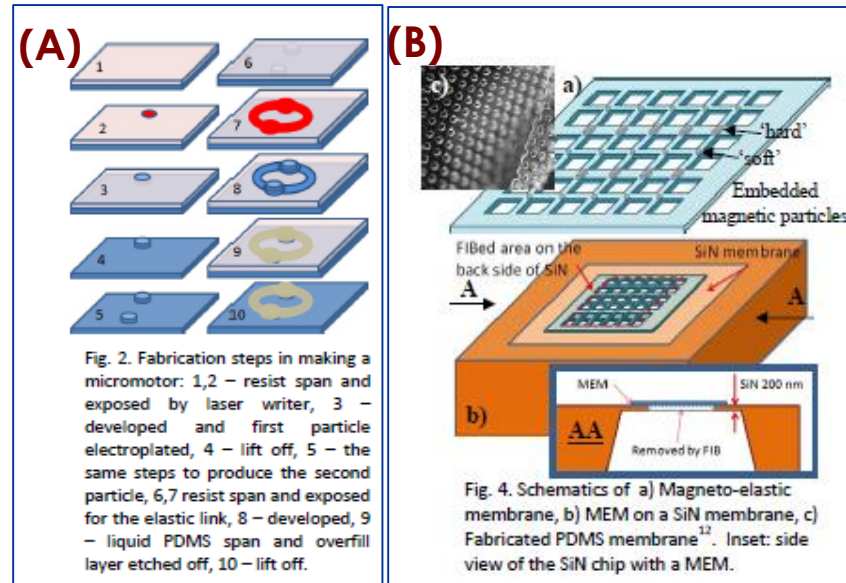 (A)
1
2
3
4
5
6
7
8
9
10
Fig. 2. Fabrication steps in making a
micromotor: 1,2 – resist span and
exposed by laser writer, 3 –
developed and first particle
electroplated, 4 – lift off, 5 – the
same steps to produce the second
particle, 6,7 resist span and exposed
for the elastic link, 8 – developed, 9
– liquid PDMS span and overfill
layer etched off, 10 – lift off.
(B)
c)
a)
'hard'
'soft'
Embedded
magnetic particles
FIBed area on the
back side of SiN
SiN membrane
A
A
b)
MEM
SiN 200 nm
AA
Removed by FIB
Fig. 4. Schematics of a) Magneto-elastic
membrane, b) MEM on a SiN membrane, c)
Fabricated PDMS membrane¹². Inset: side
view of the SiN chip with a MEM.